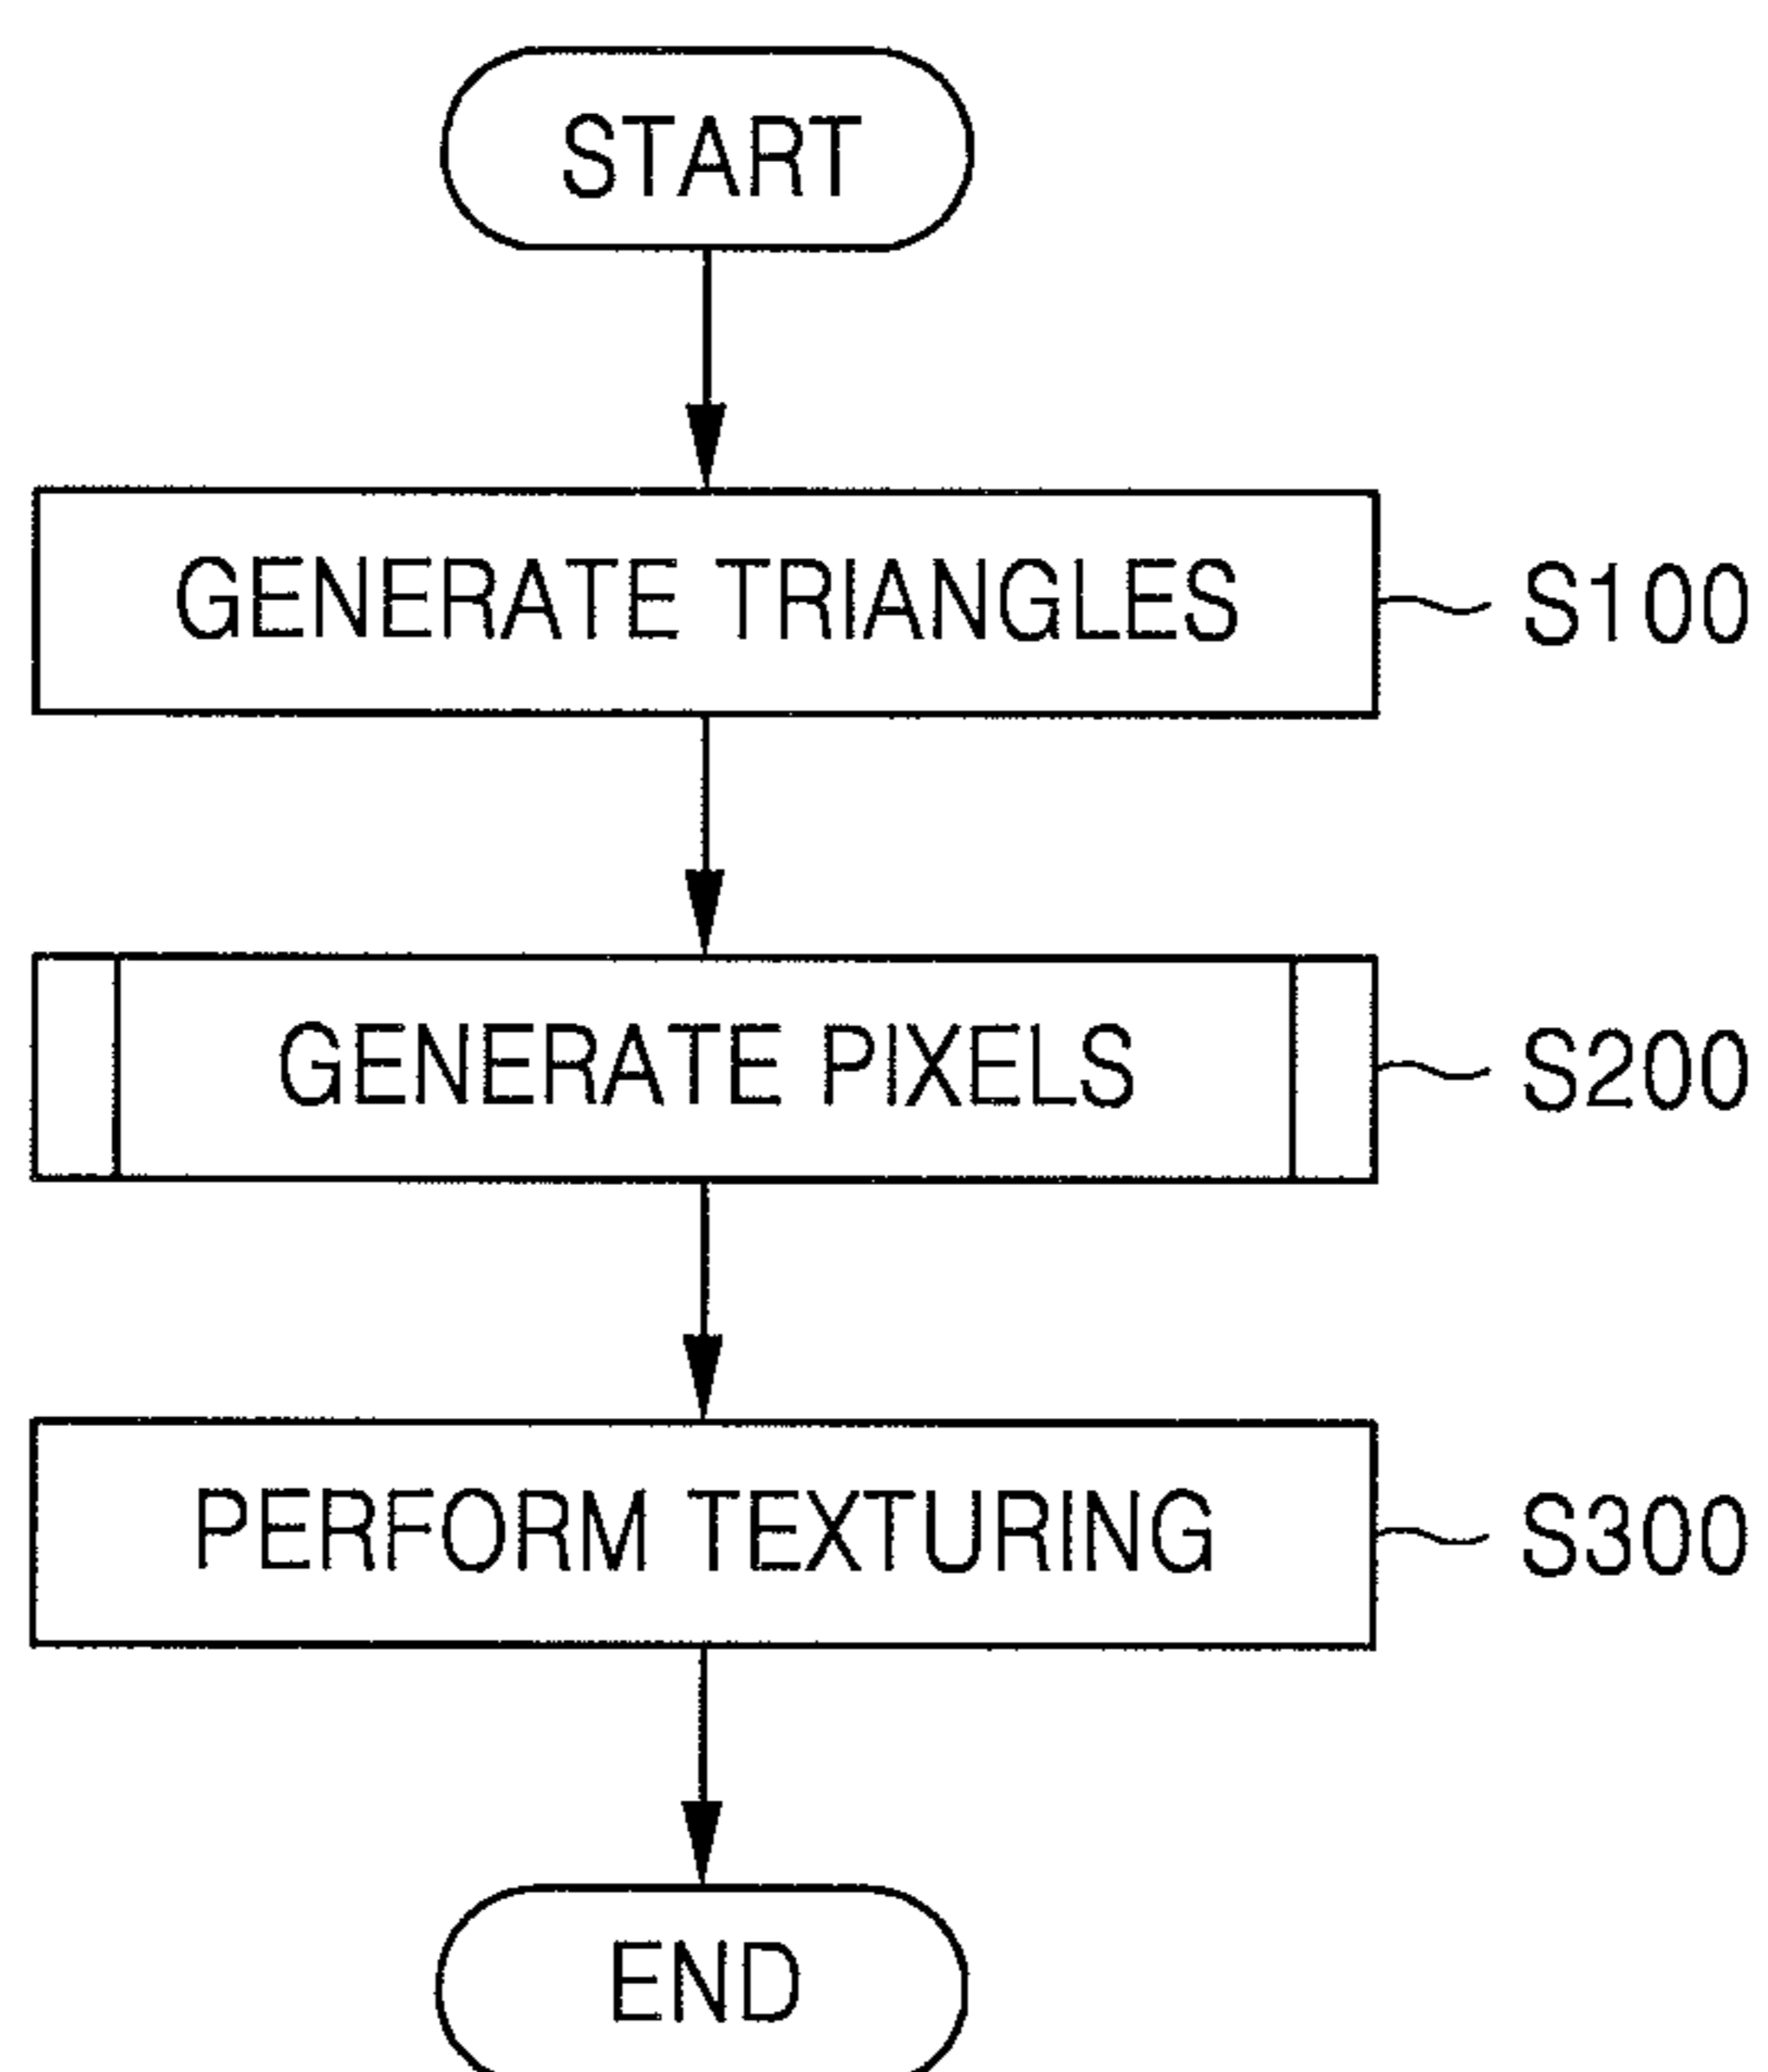 START
GENERATE TRIANGLES S100
GENERATE PIXELS S200
PERFORM TEXTURING S300
END